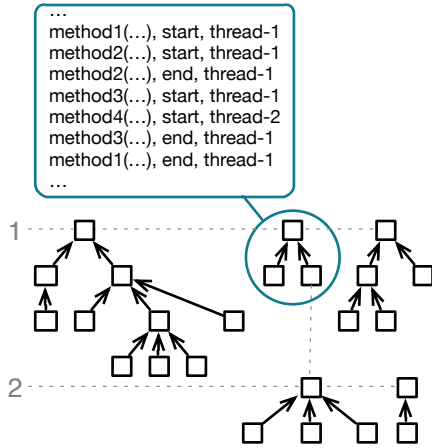 ...
method1(...), start, thread-1
method2(...), start, thread-1
method2(...), end, thread-1
method3(...), start, thread-1
method4(...), start, thread-2
method3(...), end, thread-1
method1(...), end, thread-1
...
1
2